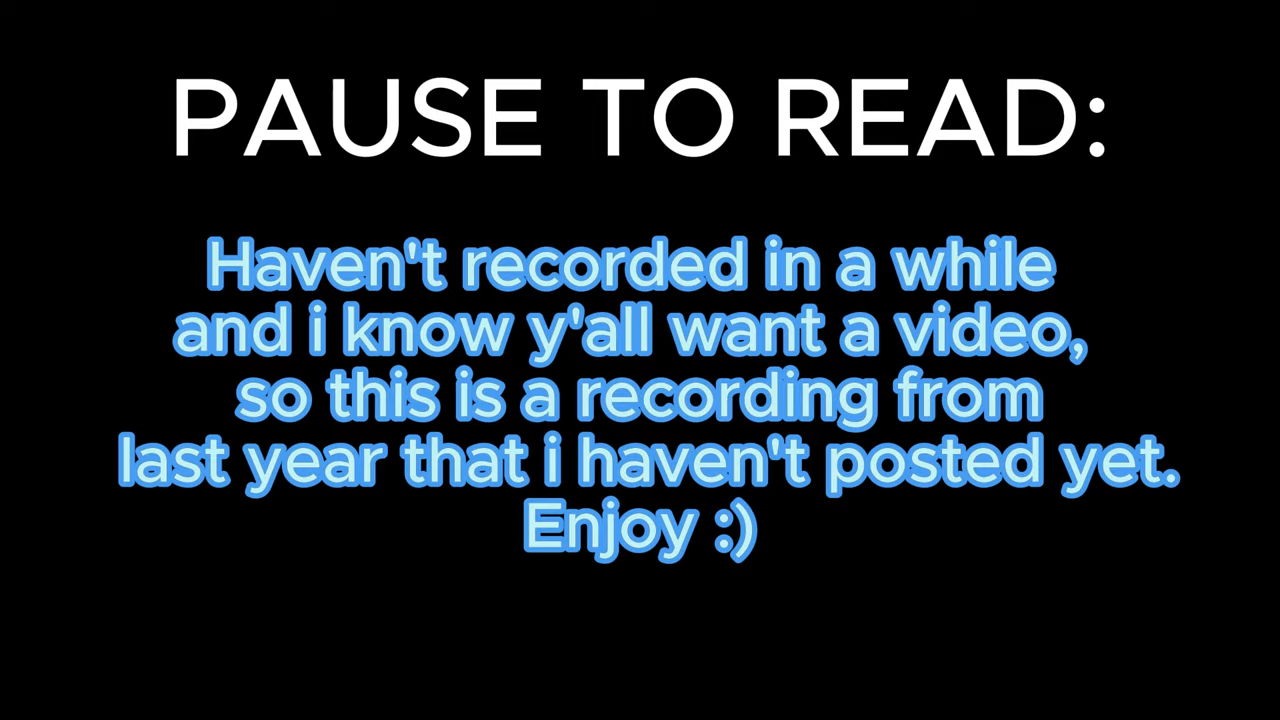 PAUSE TO READ:
Haven't recorded in a while
and i know y'all want a video,
so this is a recording from
last year that i haven't posted yet.
Enjoy :)